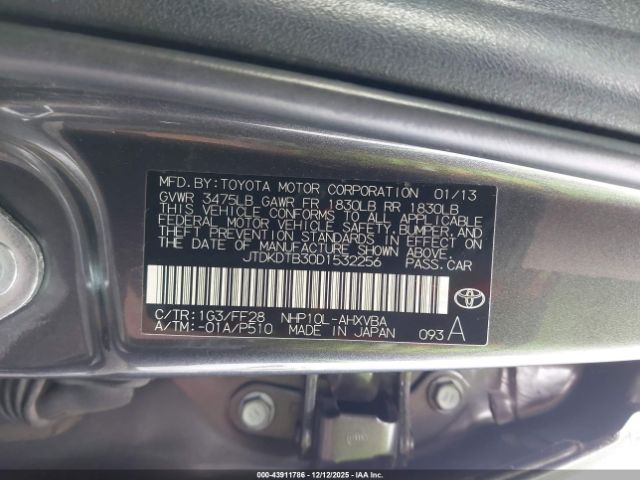 MFD.BY:TOYOTA MOTOR CORPORATION 01/13
GVWR 3475LB GAWR FR 1830LB RR 1830LB
THIS VEHICLE CONFORMS TO ALL APPLICABLE
FEDERAL MOTOR VEHICLE SAFETY,BUMPER,AND
THEFT PREVENTION STANDARDS IN EFFECT ON
THE DATE OF MANUFACTURE SHOWN ABOVE.
JTDKDTB30D1532256 PASS.CAR
C/TR:1G3/FF28 NHP10L-AHXVBA
A/TM:-01A/P510 MADE IN JAPAN 093 A
000-43911786 - 12/12/2025 - IAAI.COM